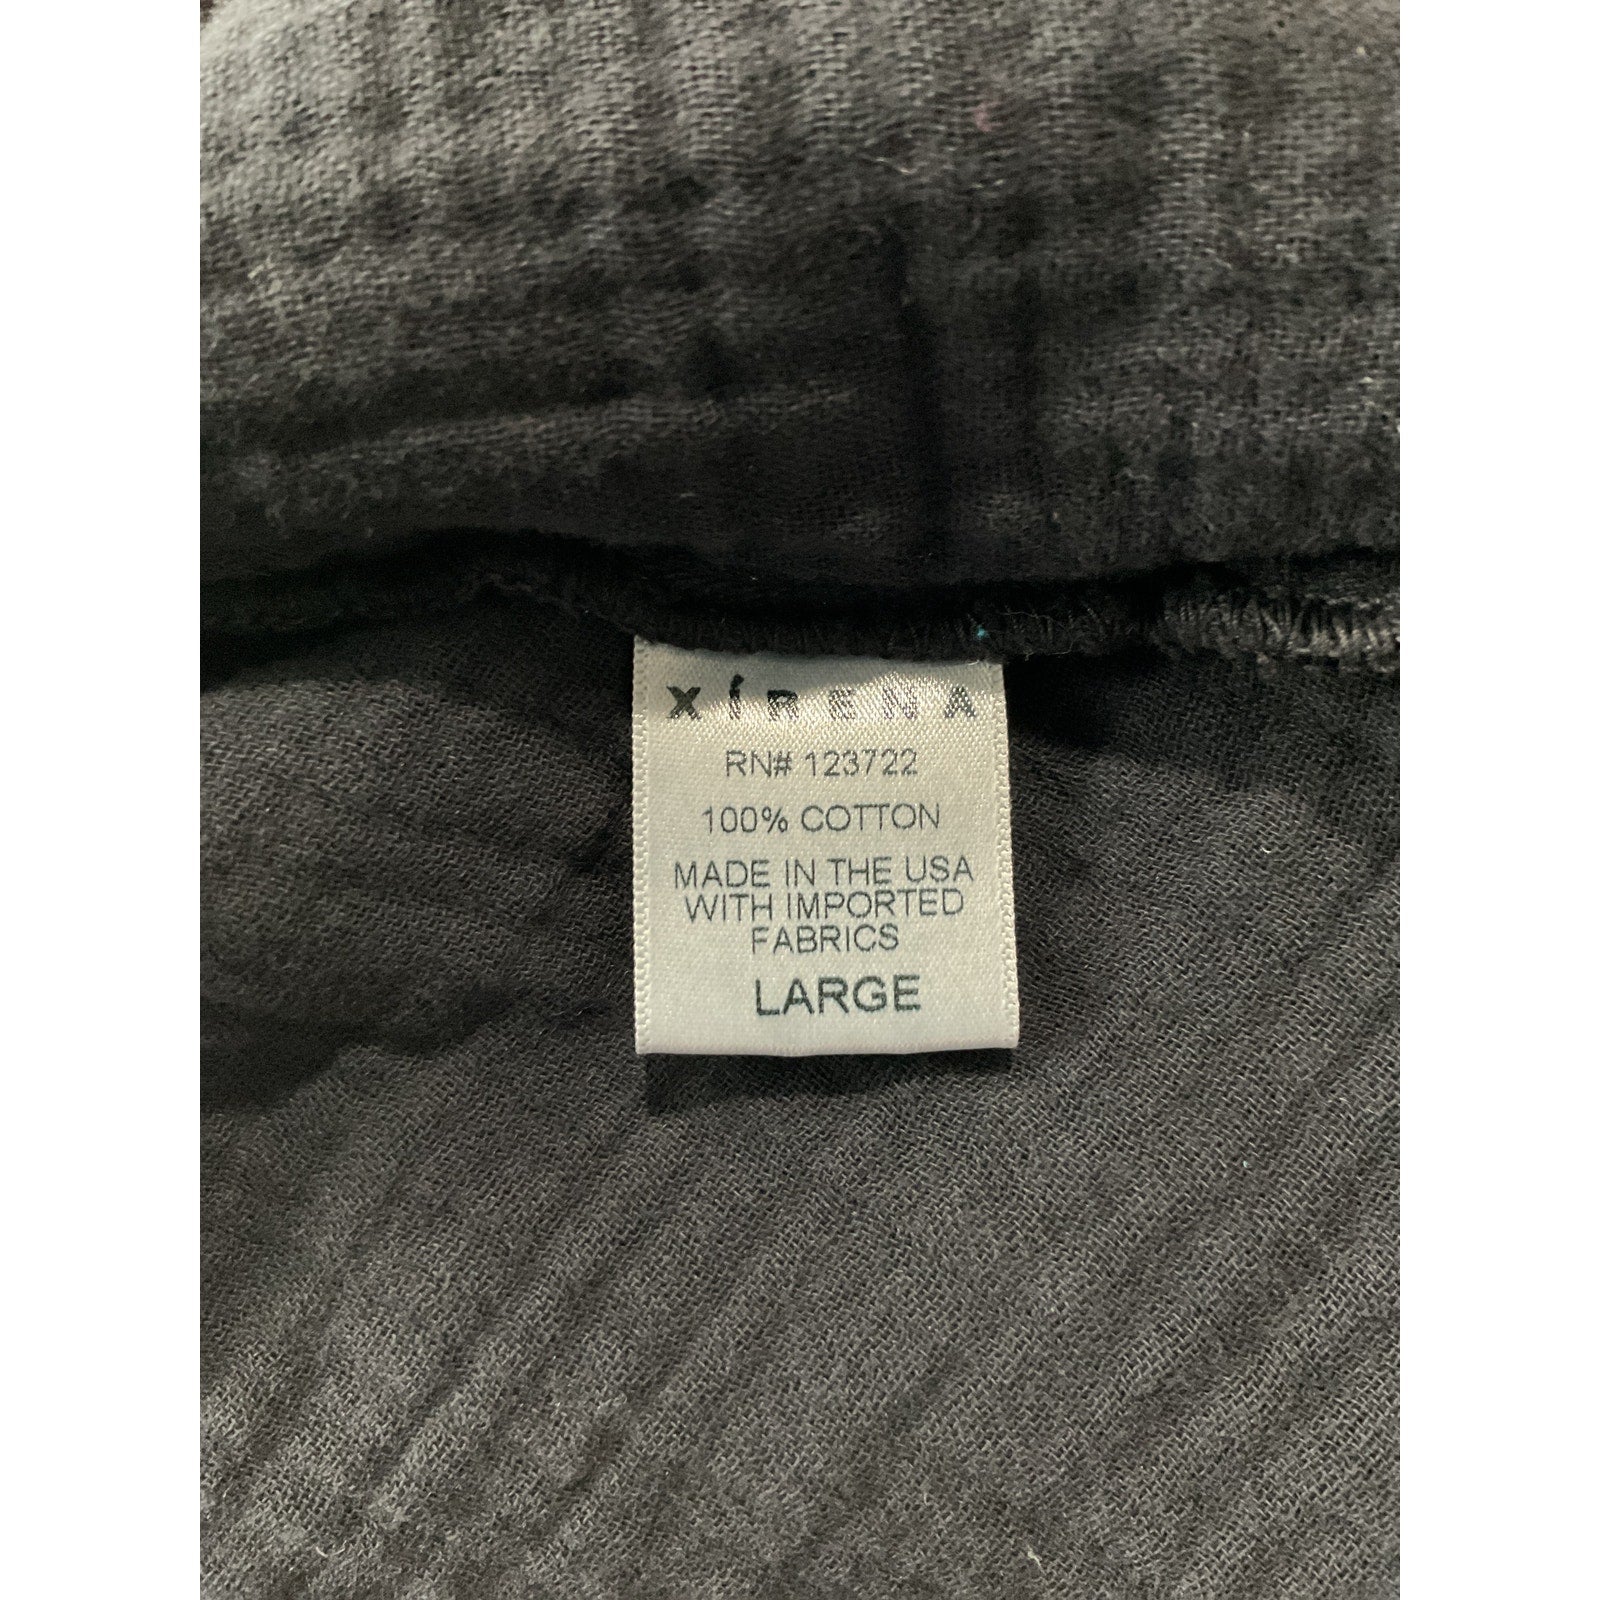 XíRENA
RN# 123722
100% COTTON
MADE IN THE USA
WITH IMPORTED
FABRICS
LARGE